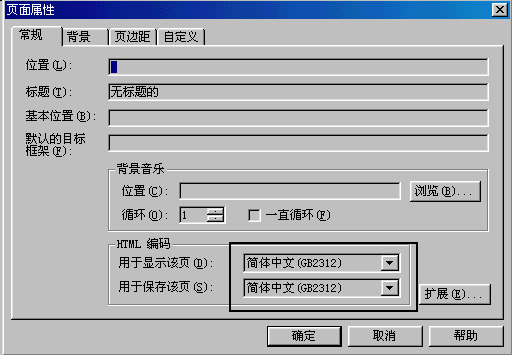 页面属性
常规 背景 页边距 自定义
位置(L):
标题(T): 无标题的
基本位置(B):
默认的目标
框架(F):
背景音乐
位置(C): 浏览(B)...
循环(O): 1 一直循环(F)
HTML 编码
用于显示该页(D): 简体中文(GB2312)
用于保存该页(S): 简体中文(GB2312)
扩展(E)...
确定 取消 帮助